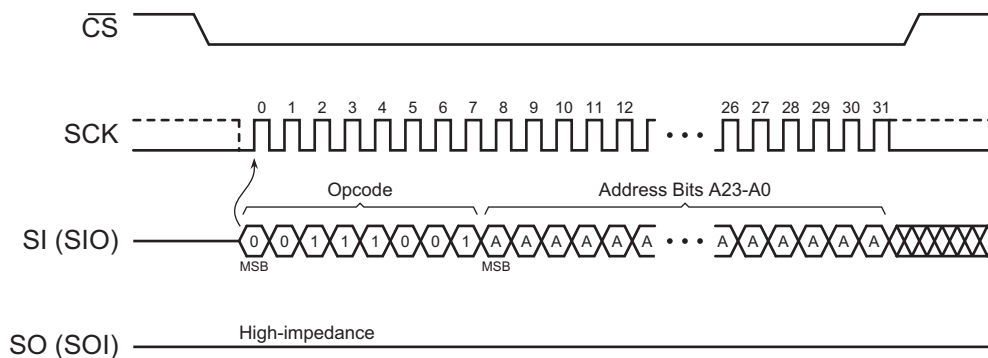 CS
0 1 2 3 4 5 6 7 8 9 10 11 12 26 27 28 29 30 31
SCK
Opcode Address Bits A23-A0
SI (SIO) 0 0 1 1 1 0 0 1 A A A A A A A A A A A A
MSB MSB
High-impedance
SO (SOI)